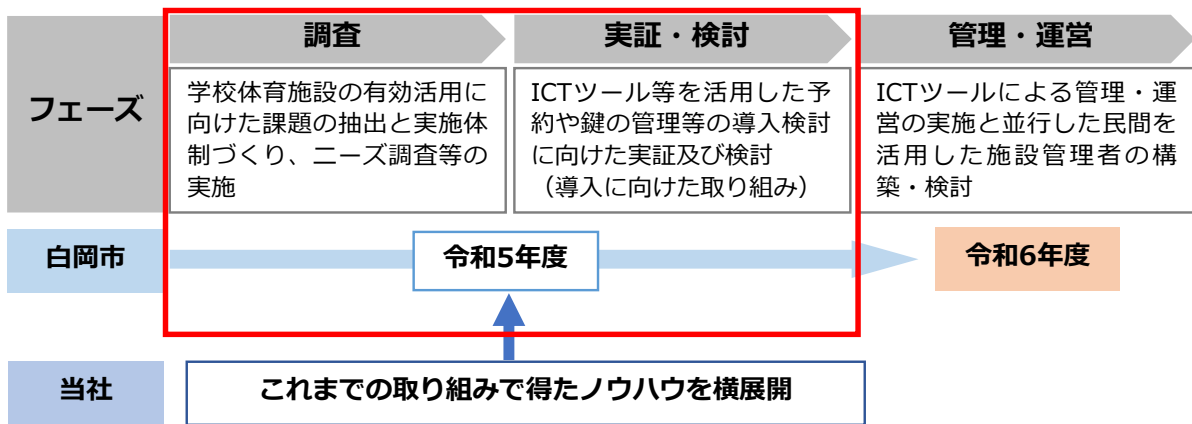 調査
実証・検討
管理・運営
フェーズ
学校体育施設の有効活用に
向けた課題の抽出と実施体
制づくり、ニーズ調査等の
実施
ICTツール等を活用した予
約や鍵の管理等の導入検討
に向けた実証及び検討
（導入に向けた取り組み）
ICTツールによる管理・運
営の実施と並行した民間を
活用した施設管理者の構
築・検討
白岡市
令和5年度
令和6年度
当社
これまでの取り組みで得たノウハウを横展開